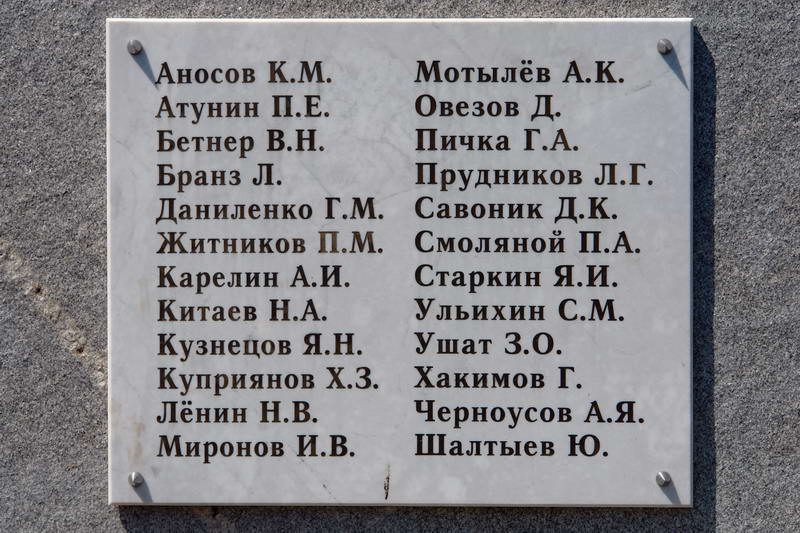 Аносов К.М.
Атунин П.Е.
Бетнер В.Н.
Бранз Л.
Даниленко Г.М.
Житников П.М.
Карелин А.И.
Китаев Н.А.
Кузнецов Я.Н.
Куприянов Х.З.
Лёнин Н.В.
Миронов И.В.
Мотылёв А.К.
Овезов Д.
Пичка Г.А.
Прудников Л.Г.
Савоник Д.К.
Смоляной П.А.
Старкин Я.И.
Ульихин С.М.
Ушат З.О.
Хакимов Г.
Черноусов А.Я.
Шалтыев Ю.